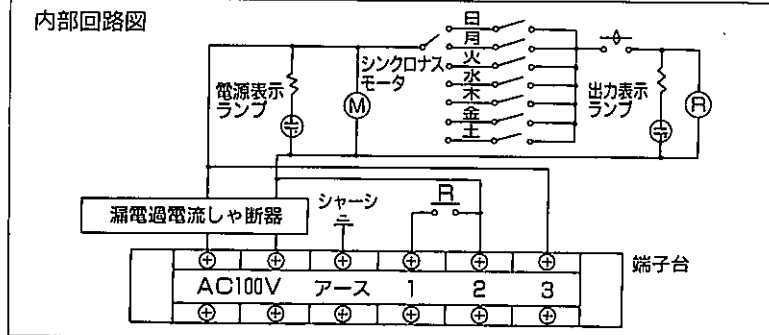 内部回路図
日
月
火
水
木
金
土
シンクロナス
モータ
電源表示
ランプ
M
出力表示
ランプ
R
漏電過電流しゃ断器
シャーシ
R
端子台
AC100V アース 1 2 3